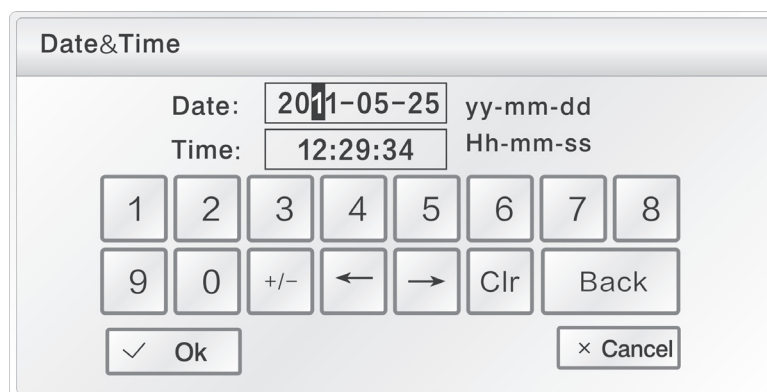 Date&Time
Date: 2011-05-25 yy-mm-dd
Time: 12:29:34 Hh-mm-ss
1 2 3 4 5 6 7 8
9 0 +/- ← → Clr Back
✓ Ok × Cancel